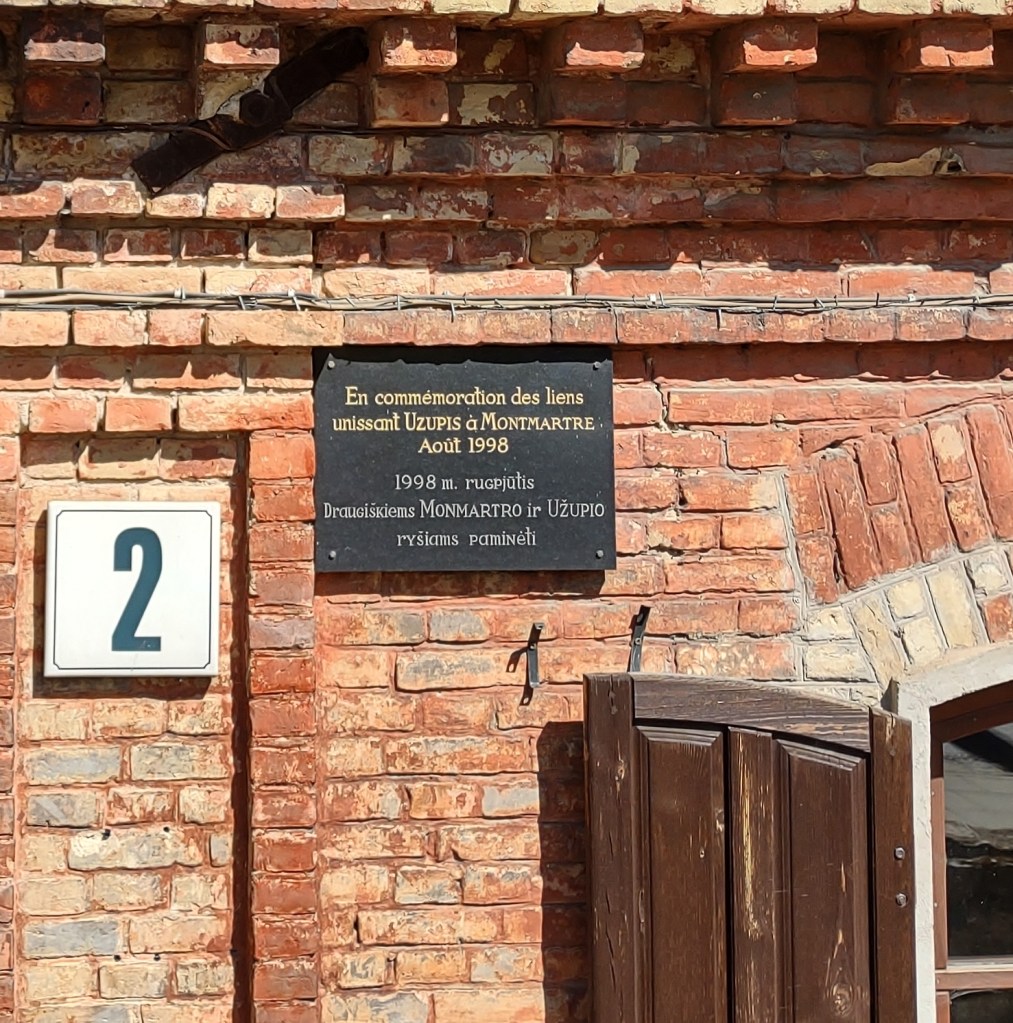 En commémoration des liens
unissant UZUPIS à MONTMARTRE
Août 1998
1998 m. rugpjūtis
Draugiškiems MONMARTRO ir UŽUPIO
ryšiams paminėti
2